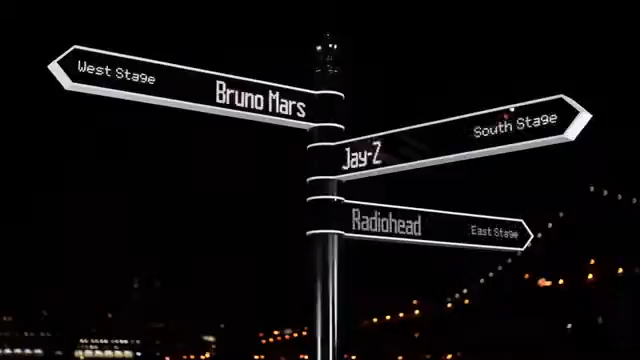 West Stage
Bruno Mars
Jay-Z
South Stage
Radiohead
East Stage